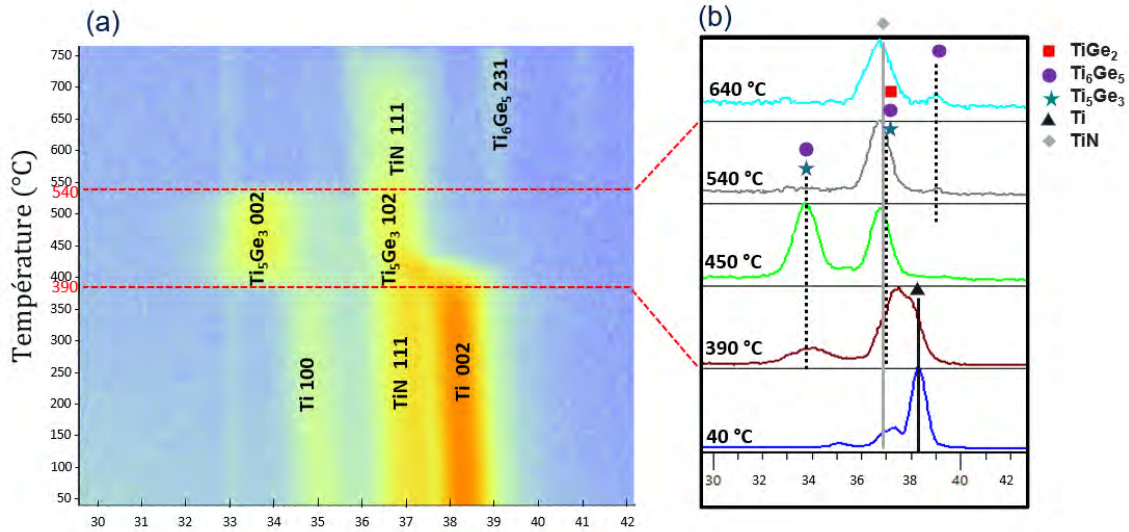 (a)
Température (°C)
750
700
650
600
550
540
500
450
400
390
350
300
250
200
150
100
50
30
31
32
33
34
35
36
37
38
39
40
41
42
Ti₆Ge₅ 231
TiN 111
Ti₅Ge₃ 002
Ti₅Ge₃ 102
Ti 100
TiN 111
Ti 002
(b)
640 °C
540 °C
450 °C
390 °C
40 °C
30
32
34
36
38
40
42
TiGe₂
Ti₆Ge₅
Ti₅Ge₃
Ti
TiN